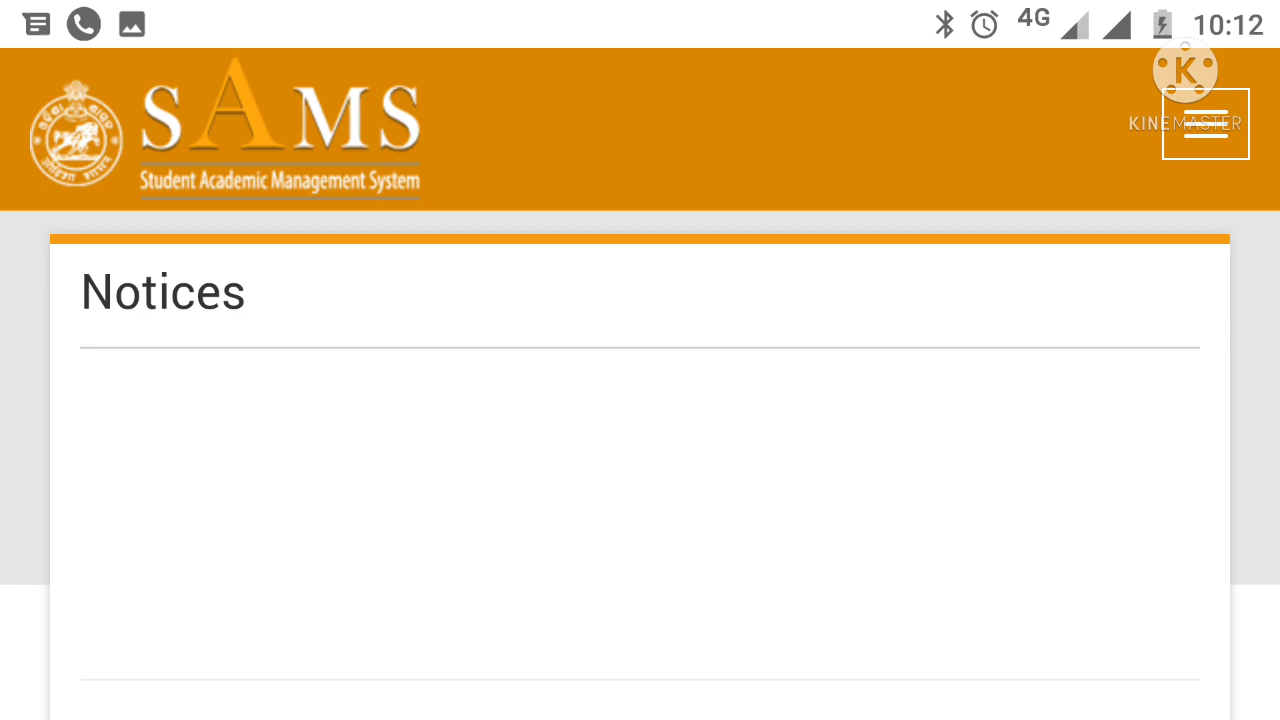 4G
10:12
K
KINEMASTER
SAMS
Student Academic Management System
Notices